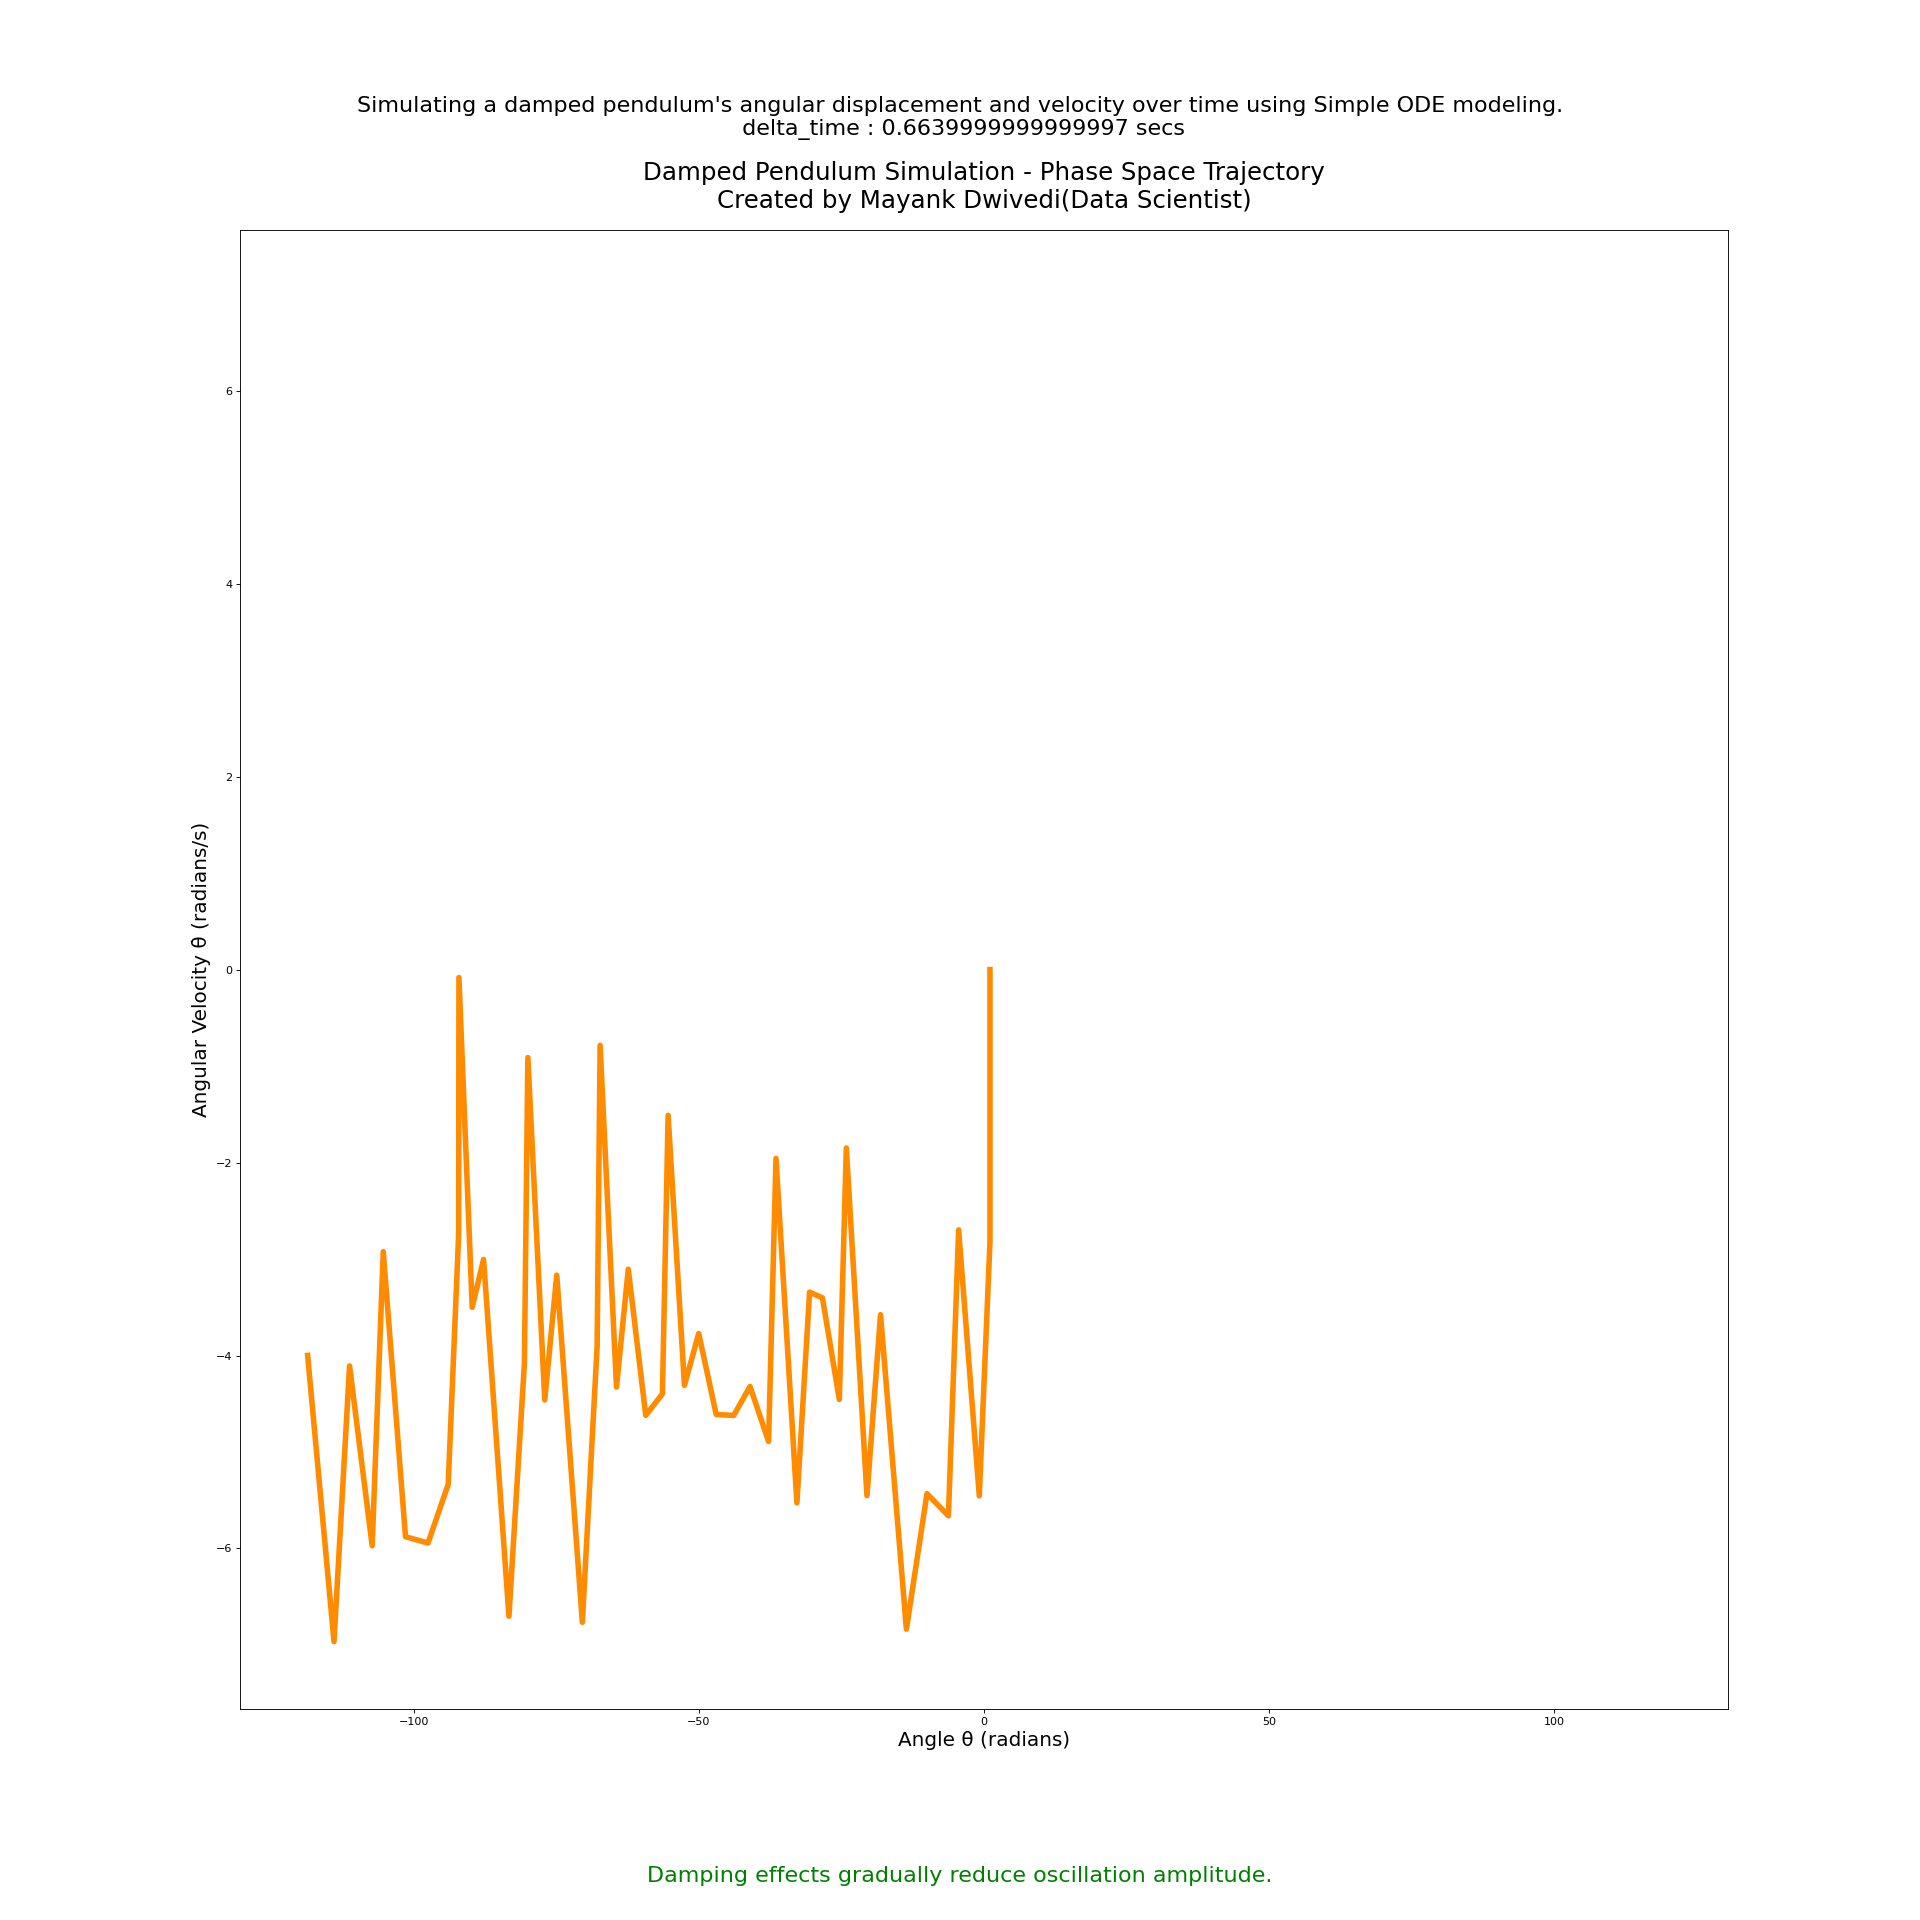 Simulating a damped pendulum's angular displacement and velocity over time using Simple ODE modeling.
delta_time : 0.6639999999999997 secs
Damped Pendulum Simulation - Phase Space Trajectory
Created by Mayank Dwivedi(Data Scientist)
6
4
2
0
−2
−4
−6
Angular Velocity θ (radians/s)
−100
−50
0
50
100
Angle θ (radians)
Damping effects gradually reduce oscillation amplitude.